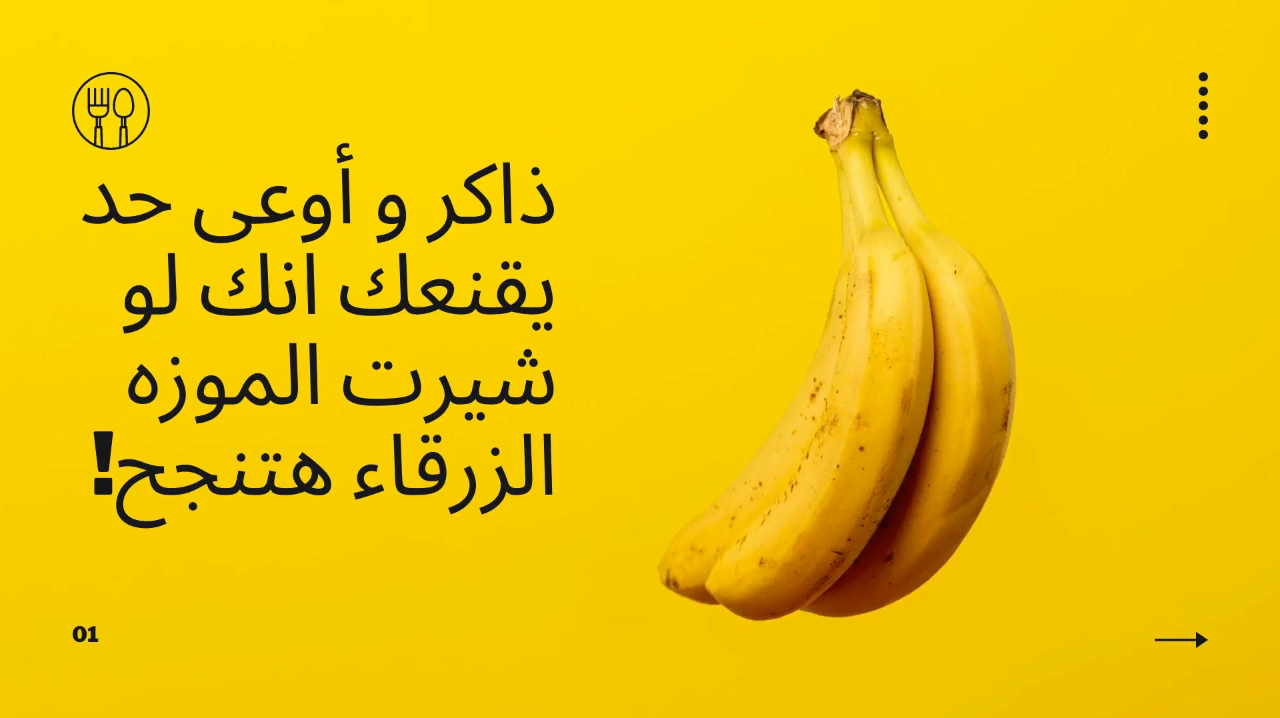 ذاكر و أوعى حد
يقنعك انك لو
شيرت الموزه
الزرقاء هتنجح!
01